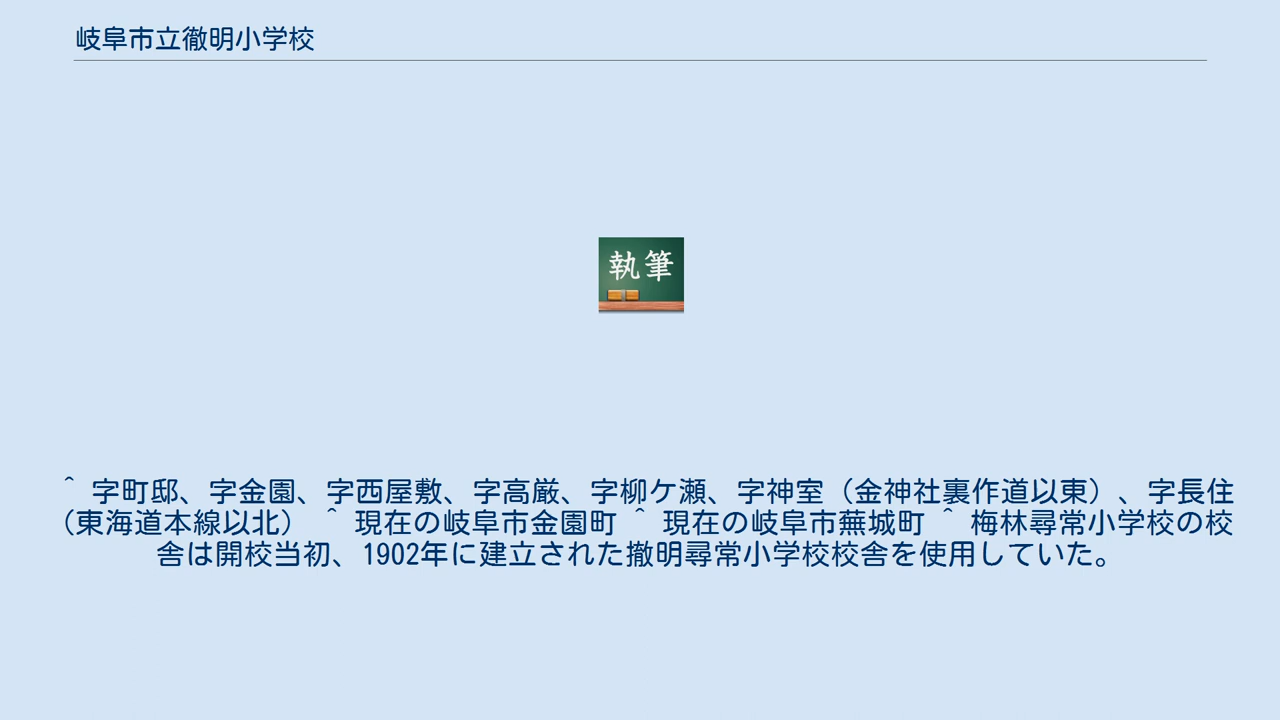 岐阜市立徹明小学校
執筆
^ 字町邸、字金園、字西屋敷、字高厳、字柳ケ瀬、字神室（金神社裏作道以東）、字長住
（東海道本線以北） ^ 現在の岐阜市金園町 ^ 現在の岐阜市蕪城町 ^ 梅林尋常小学校の校
舎は開校当初、1902年に建立された撤明尋常小学校校舎を使用していた。